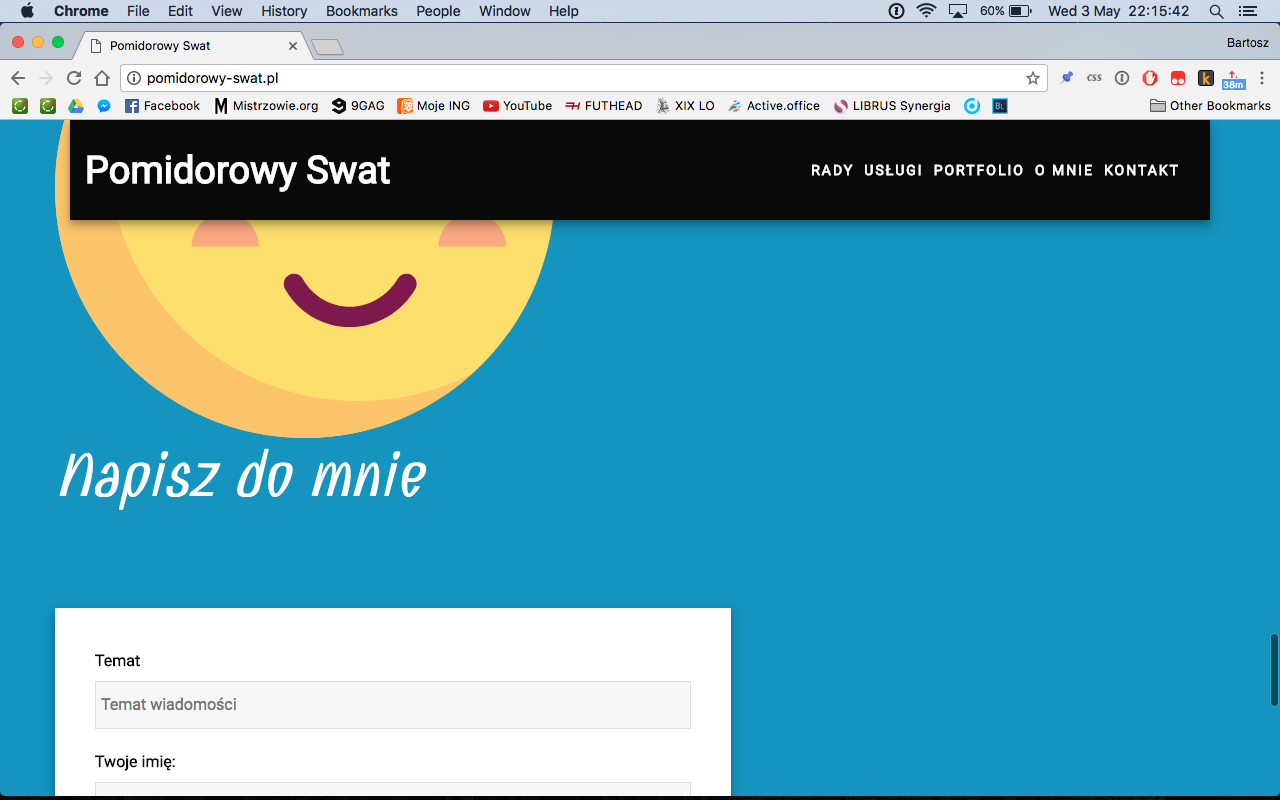 Chrome File Edit View History Bookmarks People Window Help 60% Wed 3 May 22:15:42
Pomidorowy Swat Bartosz
pomidorowy-swat.pl css k 38m
Facebook M Mistrzowie.org 9 9GAG Moje ING YouTube FUTHEAD XIX LO Active.office LIBRUS Synergia BL Other Bookmarks
Pomidorowy Swat RADY USŁUGI PORTFOLIO O MNIE KONTAKT
Napisz do mnie
Temat
Temat wiadomości
Twoje imię: